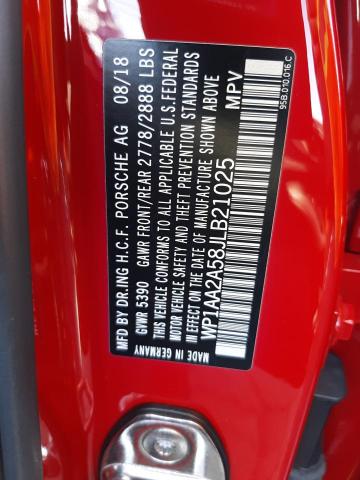 MFD BY DR.ING H.C.F. PORSCHE AG 08/18
GVWR 5390 GAWR FRONT/REAR 2778/2888 LBS
THIS VEHICLE CONFORMS TO ALL APPLICABLE U.S.FEDERAL
MOTOR VEHICLE SAFETY AND THEFT PREVENTION STANDARDS
IN EFFECT ON THE DATE OF MANUFACTURE SHOWN ABOVE
MADE IN GERMANY MPV
WP1AA2A58JLB21025
95B.010.016.C